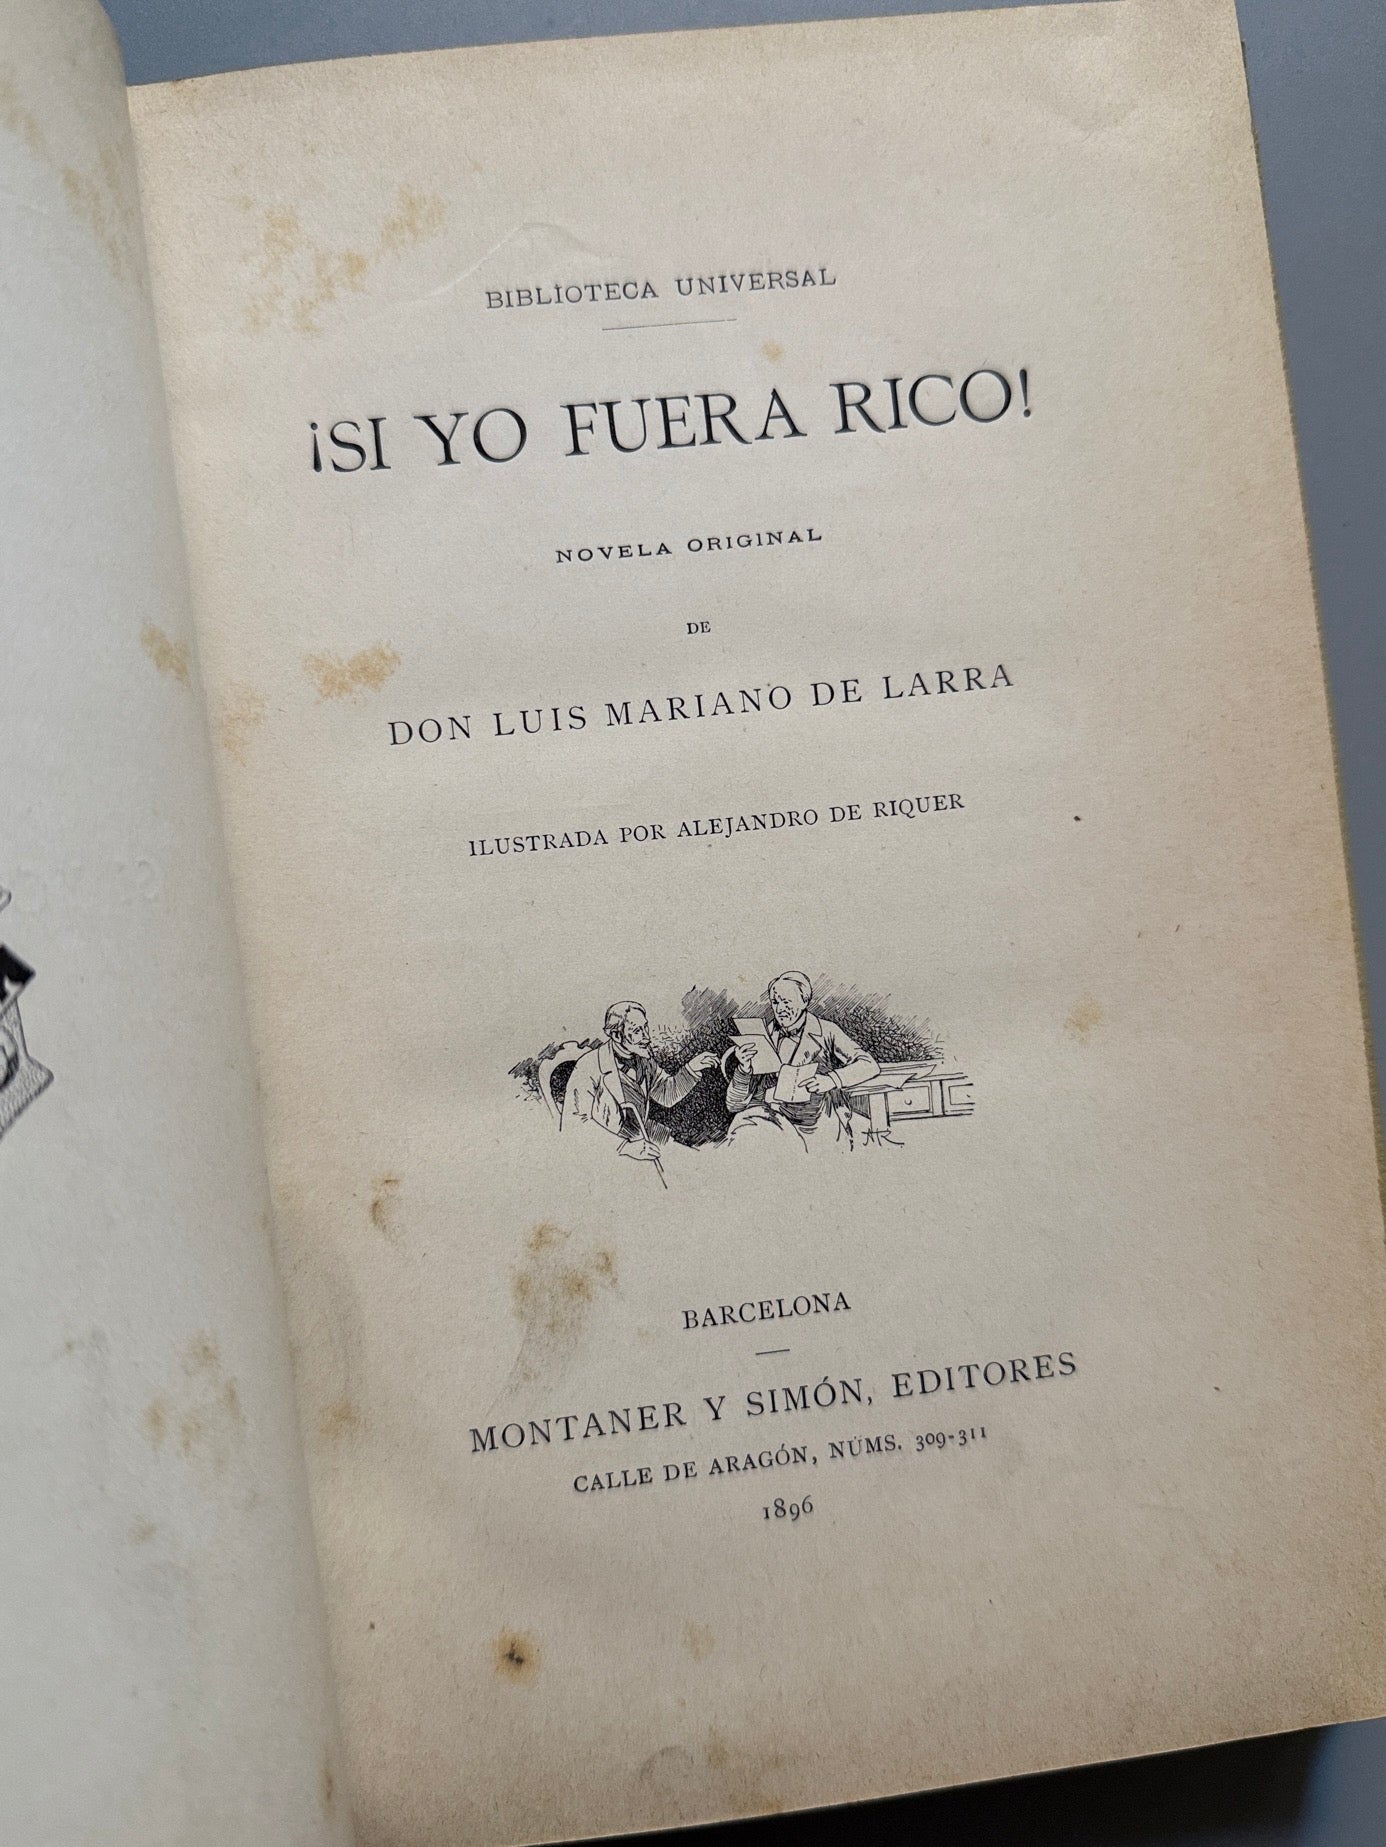 BIBLIOTECA UNIVERSAL
¡SI YO FUERA RICO!
NOVELA ORIGINAL
DE
DON LUIS MARIANO DE LARRA
ILUSTRADA POR ALEJANDRO DE RIQUER
AR
BARCELONA
MONTANER Y SIMÓN, EDITORES
CALLE DE ARAGÓN, NÚMS. 309-311
1896